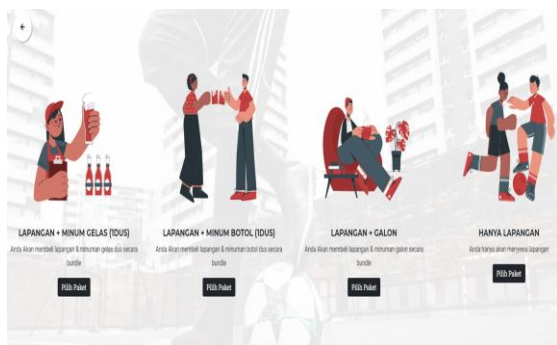 LAPANGAN + MINUM GELAS (1DUS)
Anda Akan membeli lapangan & minuman gelas dus secara
bundle
Pilih Paket
LAPANGAN + MINUM BOTOL (1DUS)
Anda Akan membeli lapangan & minuman botol dus secara
bundle
Pilih Paket
LAPANGAN + GALON
Anda Akan membeli lapangan & minuman galon secara
bundle
Pilih Paket
HANYA LAPANGAN
Anda hanya akan menyewa lapangan
Pilih Paket